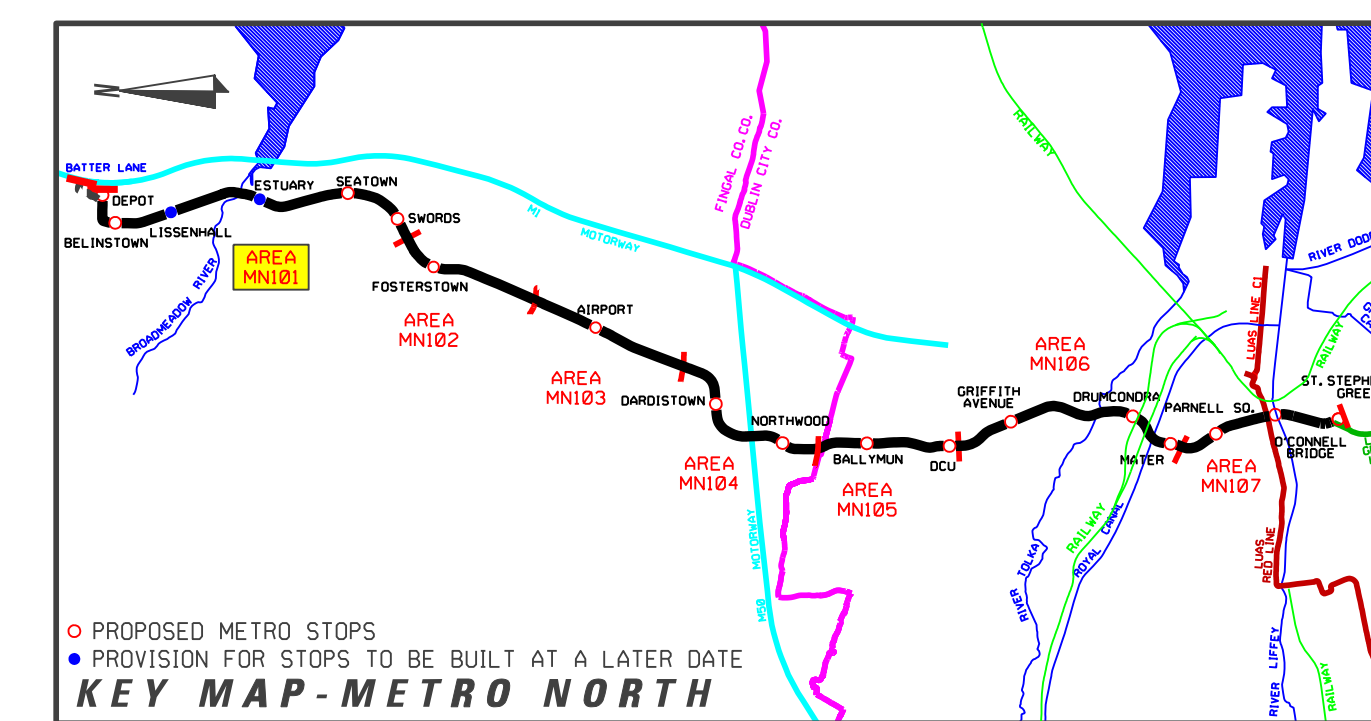 N
BATTER LANE
DEPOT
BELINSTOWN
LISSENHALL
ESTUARY
SEATOWN
SWORDS
BROADMEADOW RIVER
AREA
MN101
FOSTERSTOWN
AREA
MN102
M1
MOTORWAY
AIRPORT
AREA
MN103
DARDISTOWN
FINGAL CO. CO.
DUBLIN CITY CO.
NORTHWOOD
AREA
MN104
MOTORWAY
M50
BALLYMUN
AREA
MN105
DCU
GRIFFITH
AVENUE
AREA
MN106
RAILWAY
DRUMCONDRA
MATER
PARNELL SQ.
AREA
MN107
RAILWAY
ROYAL CANAL
RIVER TOLKA
LUAS LINE C1
RIVER DODD
RAILWAY
ST. STEPH
GREE
O'CONNELL
BRIDGE
LUAS
RED LINE
RIVER LIFFEY
RAILWAY
PROPOSED METRO STOPS
PROVISION FOR STOPS TO BE BUILT AT A LATER DATE
KEY MAP-METRO NORTH